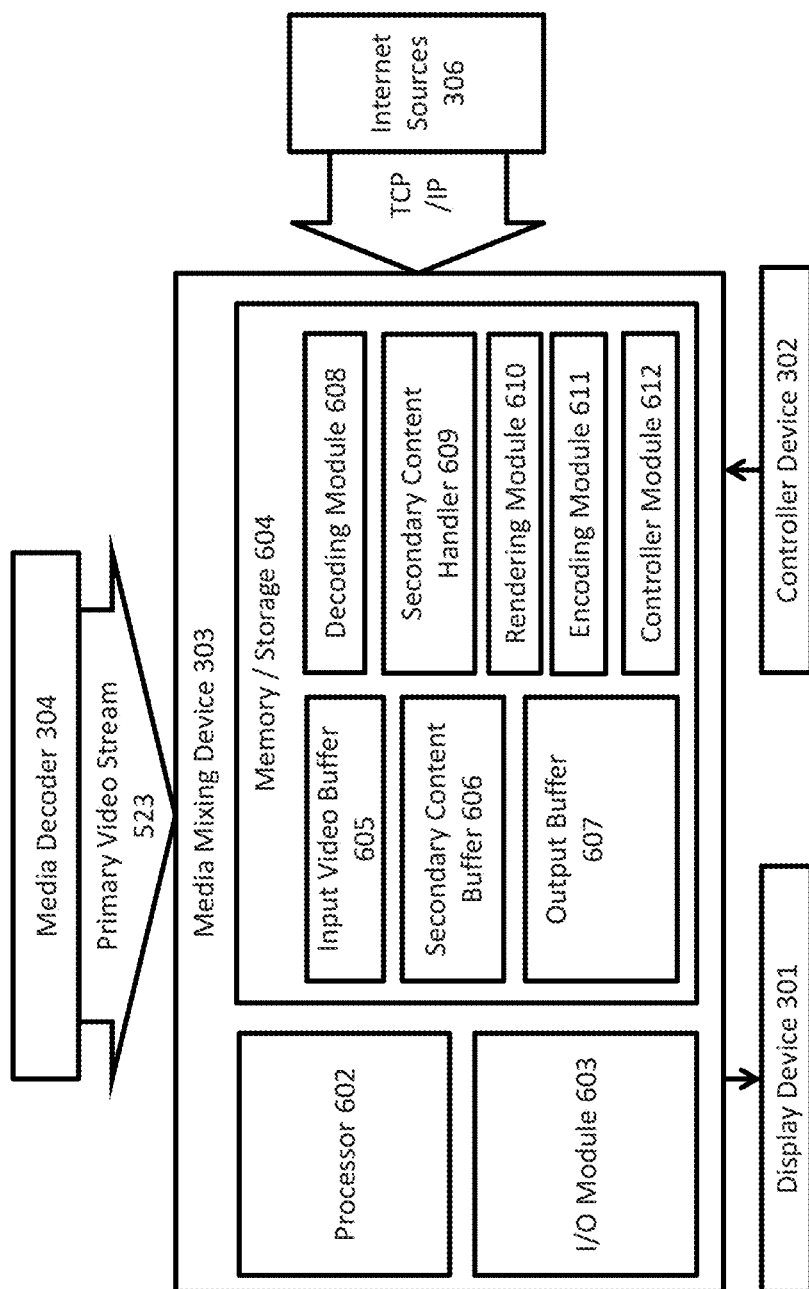 Media Decoder 304
Primary Video Stream
523
Media Mixing Device 303
Processor 602
I/O Module 603
Memory / Storage 604
Input Video Buffer
605
Secondary Content
Buffer 606
Output Buffer
607
Decoding Module 608
Secondary Content
Handler 609
Rendering Module 610
Encoding Module 611
Controller Module 612
TCP
/IP
Internet
Sources
306
Display Device 301
Controller Device 302